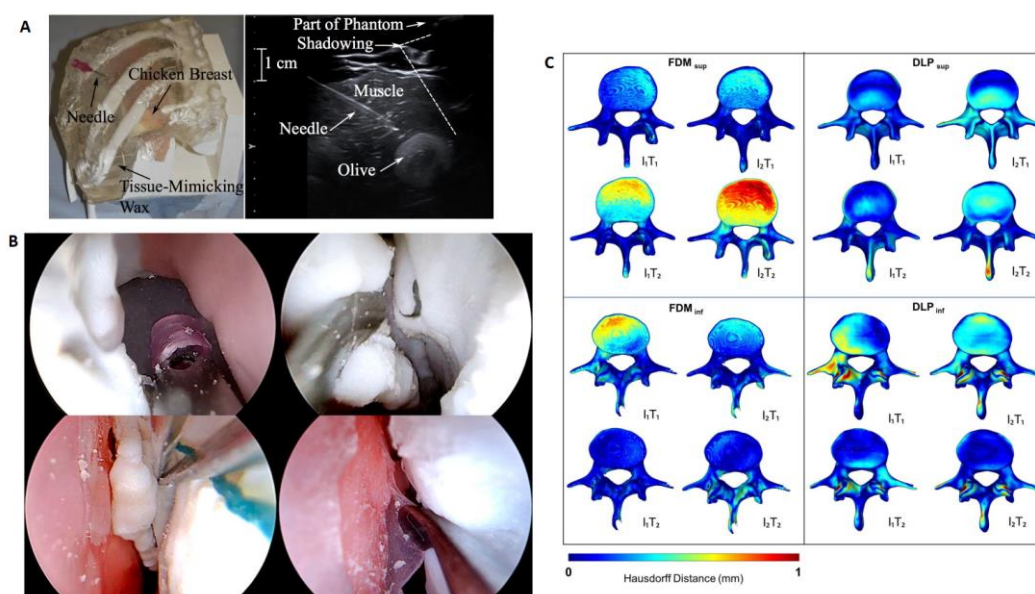 A
Chicken Breast
Needle
Tissue-Mimicking
Wax
Part of Phantom
Shadowing
1 cm
Muscle
Needle
Olive
B
C
FDM sup
DLP sup
I₁T₁
I₂T₁
I₁T₁
I₂T₁
I₁T₂
I₂T₂
I₁T₂
I₂T₂
FDM inf
DLP inf
I₁T₁
I₂T₁
I₁T₁
I₂T₁
I₁T₂
I₂T₂
I₁T₂
I₂T₂
0
1
Hausdorff Distance (mm)